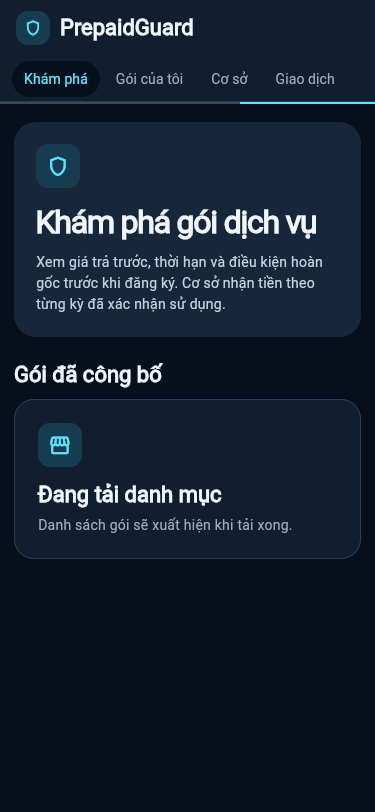 PrepaidGuard
Khám phá
Gói của tôi
Cơ sở
Giao dịch
Khám phá gói dịch vụ
Xem giá trả trước, thời hạn và điều kiện hoàn
gốc trước khi đăng ký. Cơ sở nhận tiền theo
từng kỳ đã xác nhận sử dụng.
Gói đã công bố
Đang tải danh mục
Danh sách gói sẽ xuất hiện khi tải xong.